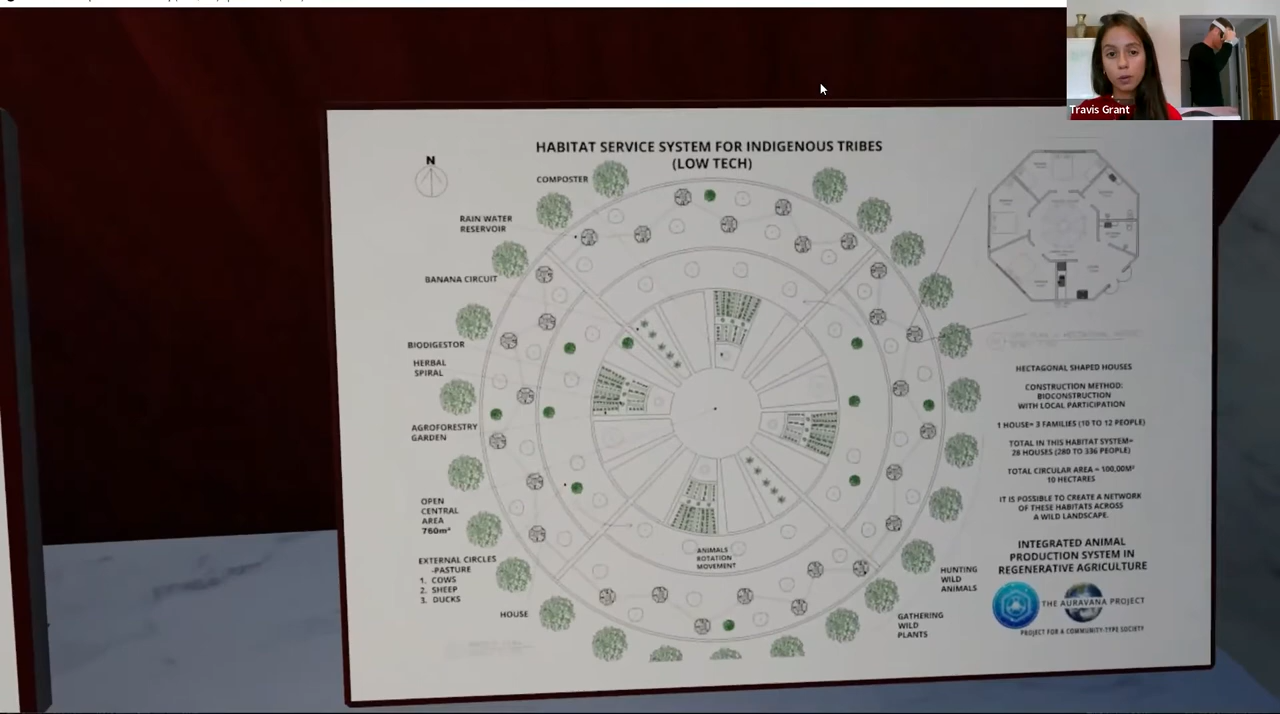 Travis Grant
HABITAT SERVICE SYSTEM FOR INDIGENOUS TRIBES
(LOW TECH)
N
COMPOSTER
RAIN WATER
RESERVOIR
BANANA CIRCUIT
BIODIGESTOR
HERBAL
SPIRAL
AGROFORESTRY
GARDEN
OPEN
CENTRAL
AREA
760m²
EXTERNAL CIRCLES
-PASTURE
1. COWS
2. SHEEP
3. DUCKS
HOUSE
ANIMALS
ROTATION
MOVEMENT
HUNTING
WILD
ANIMALS
GATHERING
WILD
PLANTS
HECTAGONAL SHAPED HOUSES
CONSTRUCTION METHOD:
BIOCONSTRUCTION
WITH LOCAL PARTICIPATION
1 HOUSE= 3 FAMILIES (10 TO 12 PEOPLE)
TOTAL IN THIS HABITAT SYSTEM=
28 HOUSES (280 TO 336 PEOPLE)
TOTAL CIRCULAR AREA = 100,00M²
10 HECTARES
IT IS POSSIBLE TO CREATE A NETWORK
OF THESE HABITATS ACROSS
A WILD LANDSCAPE.
INTEGRATED ANIMAL
PRODUCTION SYSTEM IN
REGENERATIVE AGRICULTURE
THE AURAVANA PROJECT
PROJECT FOR A COMMUNITY-TYPE SOCIETY